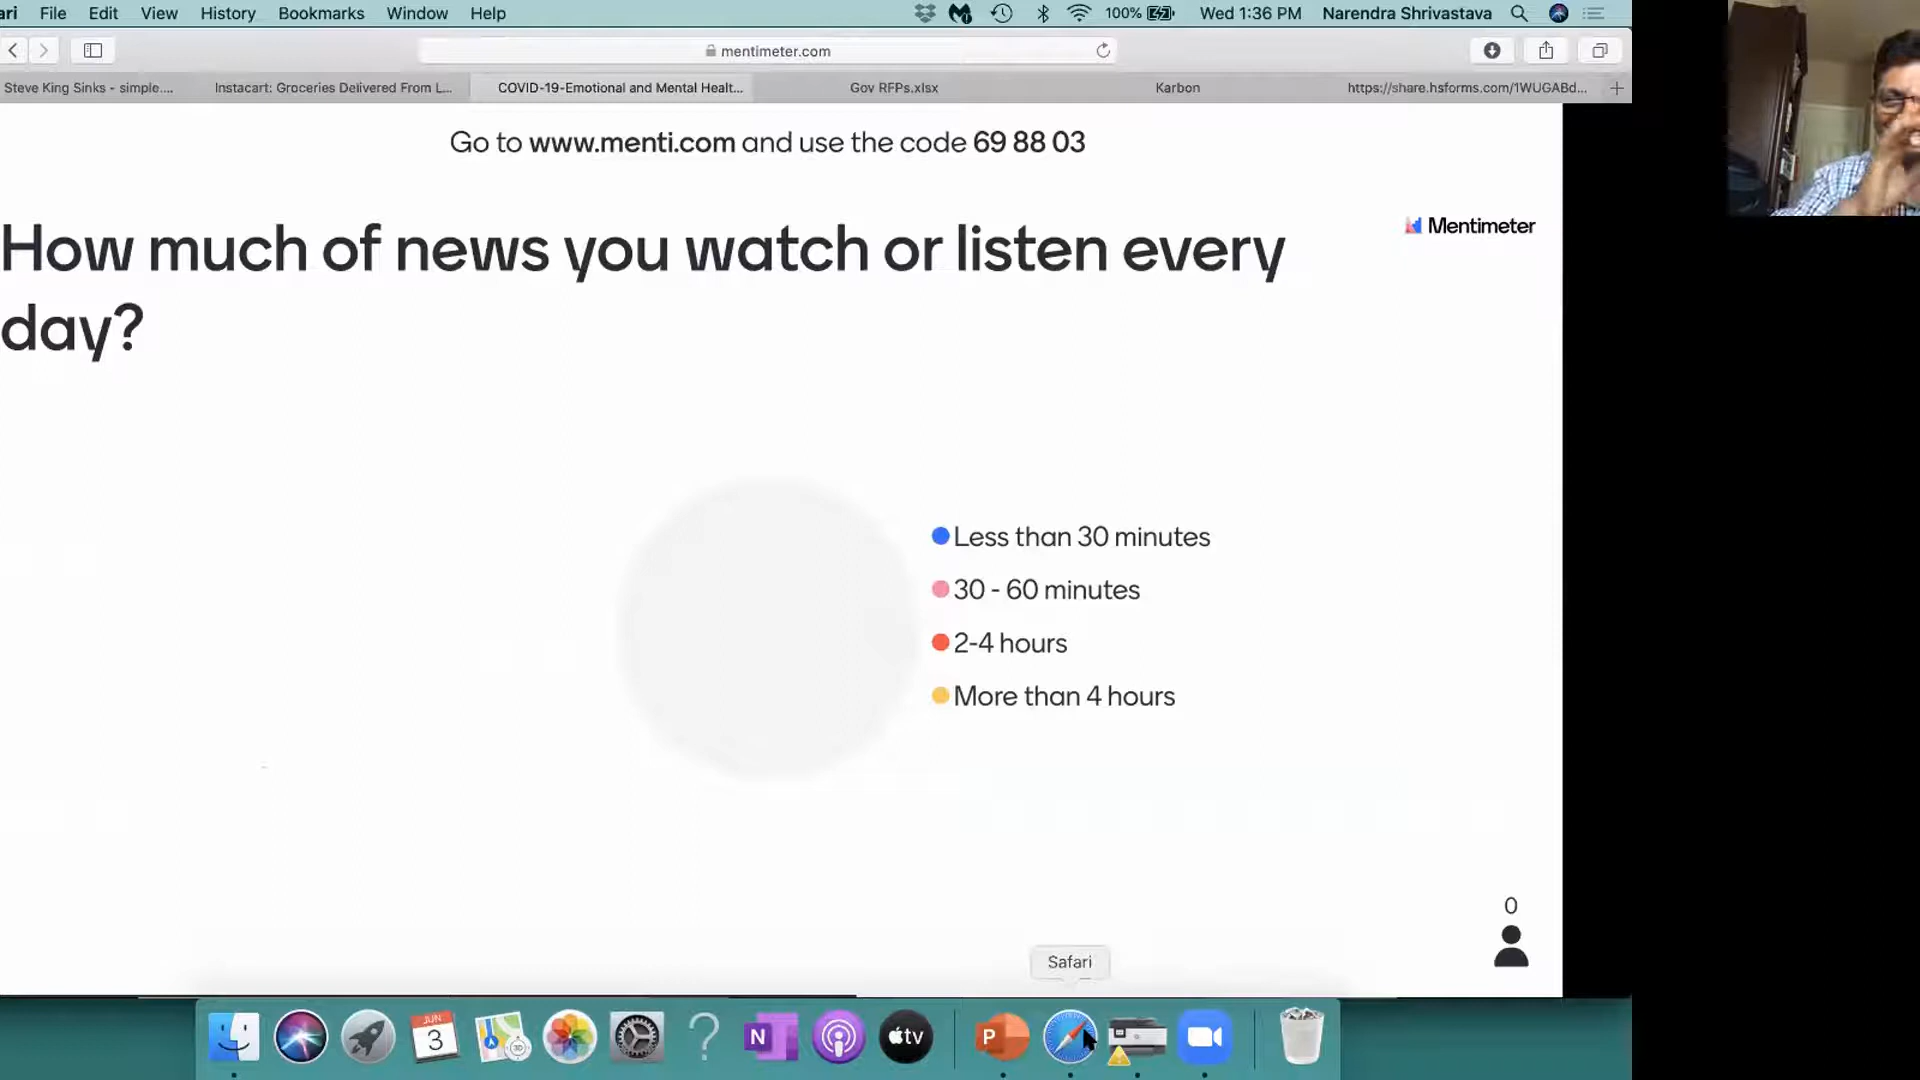 ari File Edit View History Bookmarks Window Help 100% Wed 1:36 PM Narendra Shrivastava
mentimeter.com
Steve King Sinks - simple.... Instacart: Groceries Delivered From L... COVID-19-Emotional and Mental Healt... Gov RFPs.xlsx Karbon https://share.hsforms.com/1WUGABd... +
Go to www.menti.com and use the code 69 88 03
Mentimeter
How much of news you watch or listen every
day?
Less than 30 minutes
30 - 60 minutes
2-4 hours
More than 4 hours
0
Safari
JUN
3
3D
?
N
tv
P